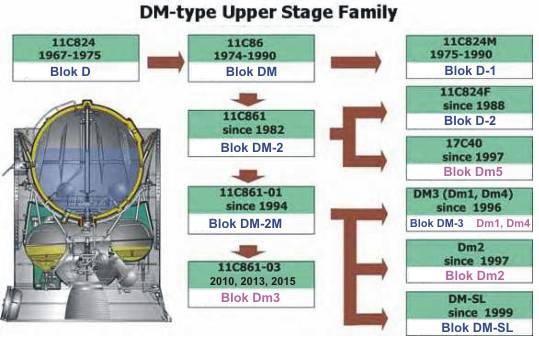 DM-type Upper Stage Family
11C824
1967-1975
Blok D
11C86
1974-1990
Blok DM
11C824M
1975-1990
Blok D-1
11C861
since 1982
Blok DM-2
11C824F
since 1988
Blok D-2
17C40
since 1997
Blok Dm5
11C861-01
since 1994
Blok DM-2M
DM3 (Dm1, Dm4)
since 1996
Blok DM-3 Dm1, Dm4
11C861-03
2010, 2013, 2015
Blok Dm3
Dm2
since 1997
Blok Dm2
DM-SL
since 1999
Blok DM-SL